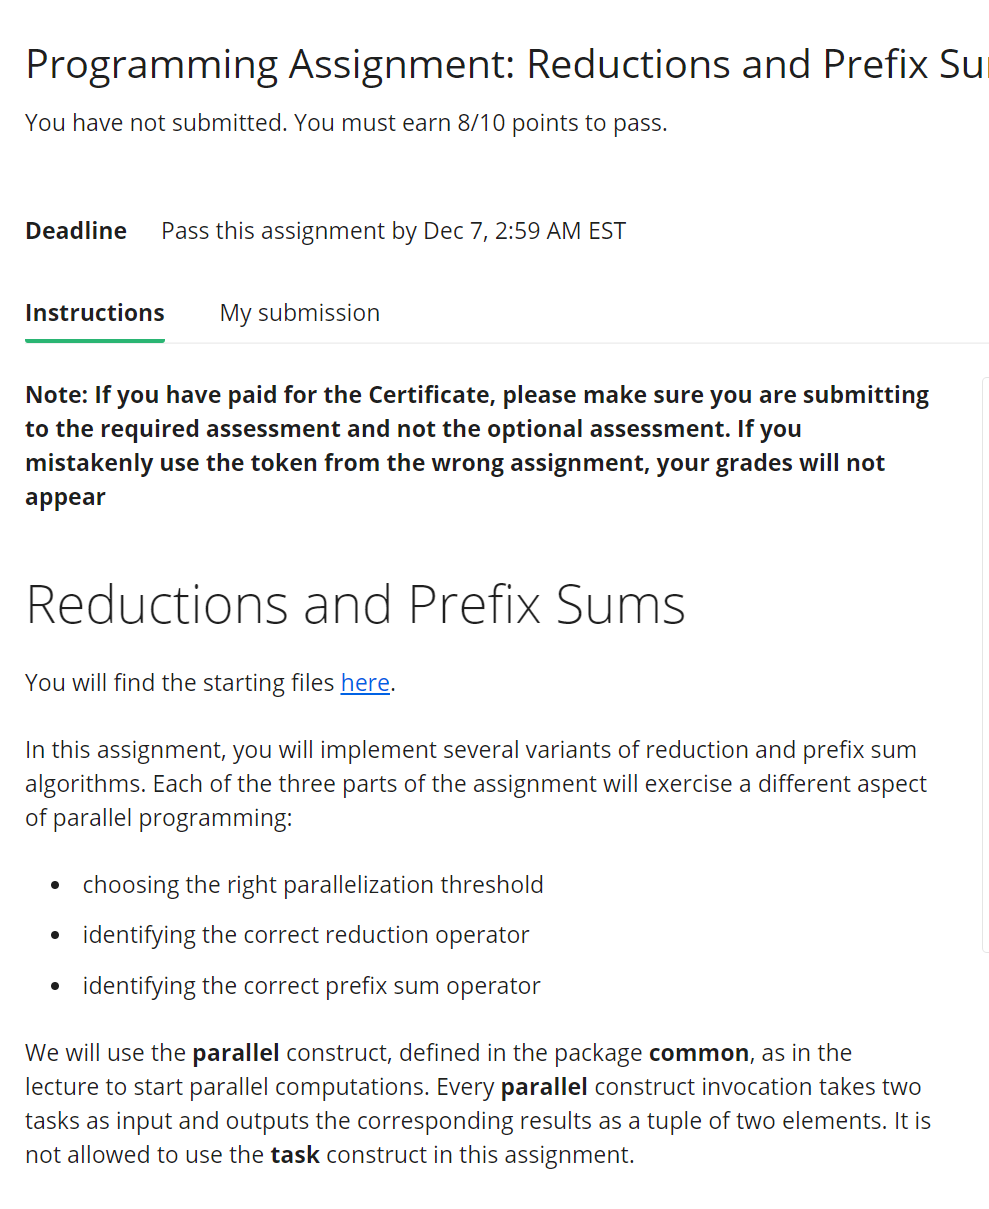 Programming Assignment: Reductions and Prefix
You have not submitted. You must earn 8/10 points to pass.
Deadline Pass this assignment by Dec 7, 2:59 AM EST
Instructions My submission
Note: If you have paid for the Certificate, please make sure you are submitting
to the required assessment and not the optional assessment. If you
mistakenly use the token from the wrong assignment, your grades will not
appear
Reductions and Prefix Sums
You will find the starting files here.
In this assignment, you will implement several variants of reduction and prefix sum
algorithms. Each of the three parts of the assignment will exercise a different aspect
of parallel programming:
• choosing the right parallelization threshold
• identifying the correct reduction operator
• identifying the correct prefix sum operator
We will use the parallel construct, defined in the package common, as in the
lecture to start parallel computations. Every parallel construct invocation takes two
tasks as input and outputs the corresponding results as a tuple of two elements. It is
not allowed to use the task construct in this assignment.